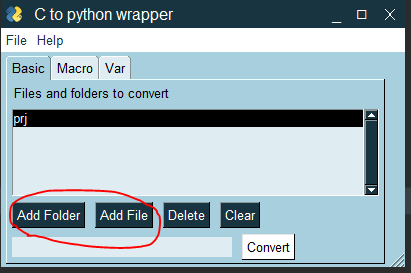 C to python wrapper
File Help
Basic Macro Var
Files and folders to convert
prj
Add Folder Add File Delete Clear
Convert